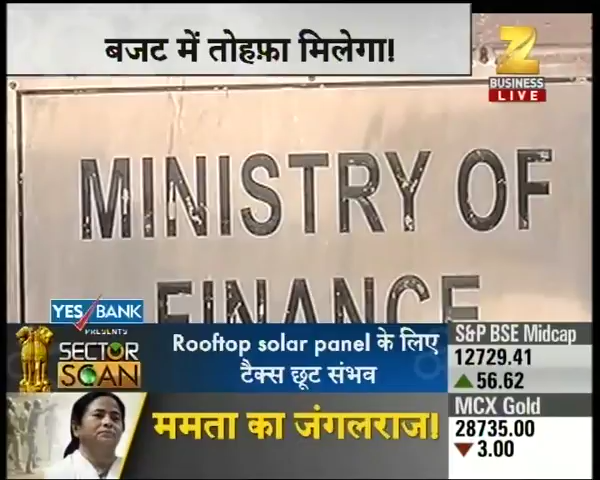 बजट में तोहफ़ा मिलेगा!
Z
BUSINESS
LIVE
MINISTRY OF
FINANCE
YES BANK
PRESENTS
SECTOR
SCAN
Rooftop solar panel के लिए
टैक्स छूट संभव
S&P BSE Midcap
12729.41
56.62
ममता का जंगलराज!
MCX Gold
28735.00
3.00